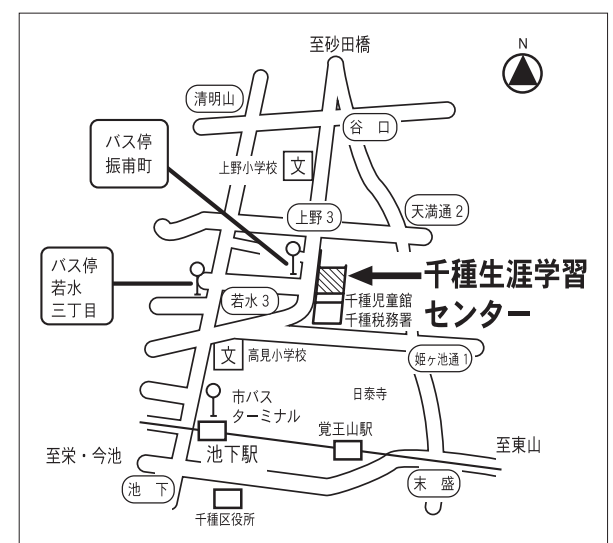 至砂田橋
N
清明山
谷 口
バス停
振甫町
上野小学校
文
天満通2
上野3
バス停
若水
三丁目
千種生涯学習
センター
若水3
千種児童館
千種税務署
文
高見小学校
姫ヶ池通1
市バス
ターミナル
日泰寺
覚王山駅
至栄・今池
池下駅
至東山
池 下
末 盛
千種区役所